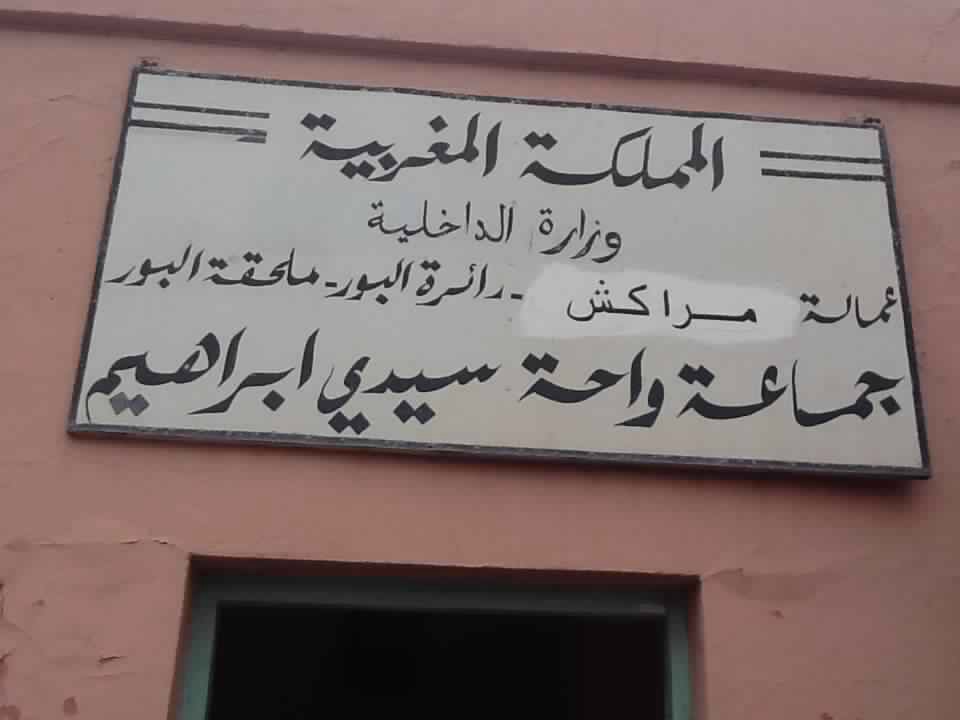 المملكة المغربية
وزارة الداخلية
عمالة مراكش - دائرة البور - ملحقة البور
جماعة واحة سيدي ابراهيم